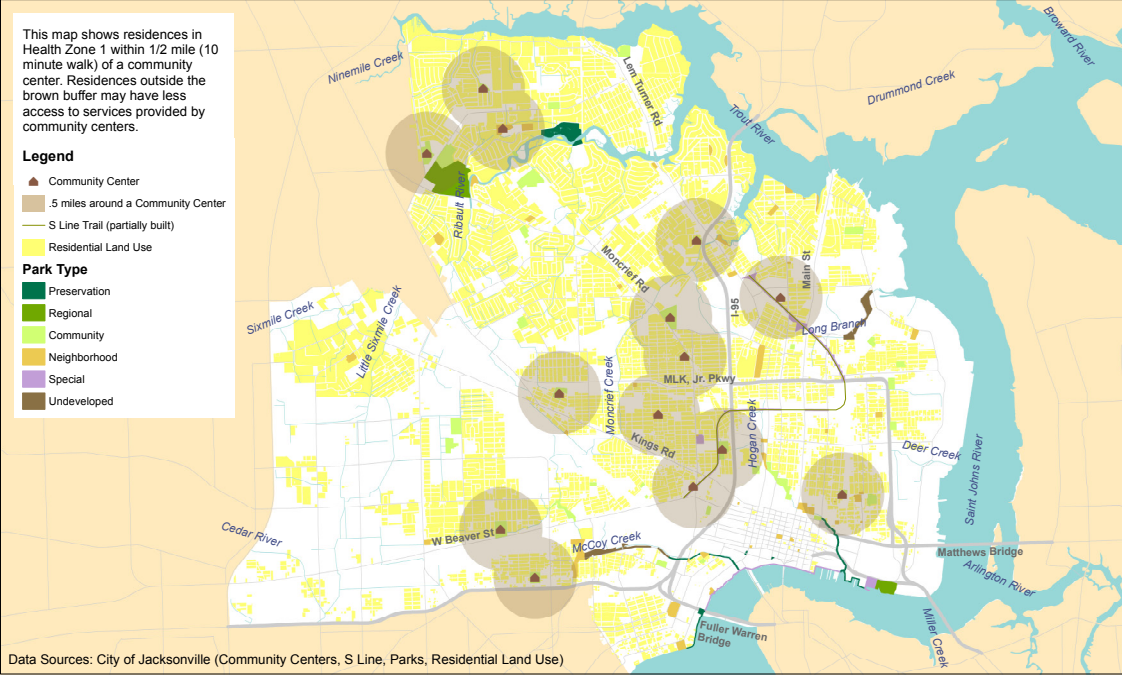 This map shows residences in
Health Zone 1 within 1/2 mile (10
minute walk) of a community
center. Residences outside the
brown buffer may have less
access to services provided by
community centers.
Legend
Community Center
.5 miles around a Community Center
S Line Trail (partially built)
Residential Land Use
Park Type
Preservation
Regional
Community
Neighborhood
Special
Undeveloped
Ninemile Creek
Lem Turner Rd
Broward River
Drummond Creek
Trout River
Ribault River
Moncrief Rd
Main St
I-95
Sixmile Creek
Little Sixmile Creek
Long Branch
MLK, Jr. Pkwy
Moncrief Creek
Kings Rd
Hogan Creek
Deer Creek
Saint Johns River
Cedar River
W Beaver St
McCoy Creek
Matthews Bridge
Arlington River
Miller Creek
Fuller Warren
Bridge
Data Sources: City of Jacksonville (Community Centers, S Line, Parks, Residential Land Use)